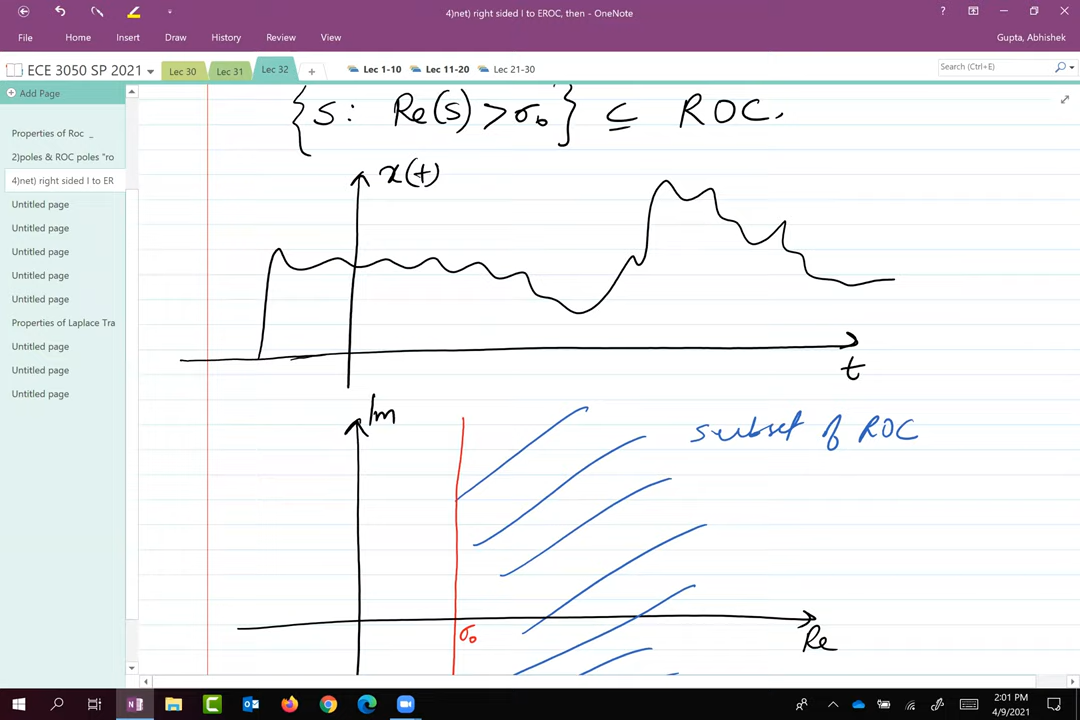 4)net) right sided I to EROC, then - OneNote
File Home Insert Draw History Review View
Gupta, Abhishek
ECE 3050 SP 2021
Lec 30
Lec 31
Lec 32
Lec 1-10
Lec 11-20
Lec 21-30
Search (Ctrl+E)
Add Page
Properties of Roc _
2)poles & ROC poles "ro
4)net) right sided I to ER
Untitled page
Untitled page
Untitled page
Untitled page
Untitled page
Properties of Laplace Tra
Untitled page
Untitled page
Untitled page
{s: Re(s) > σ₀} ⊆ ROC.
x(t)
t
Im
subset of ROC
σ₀
Re
2:01 PM
4/9/2021